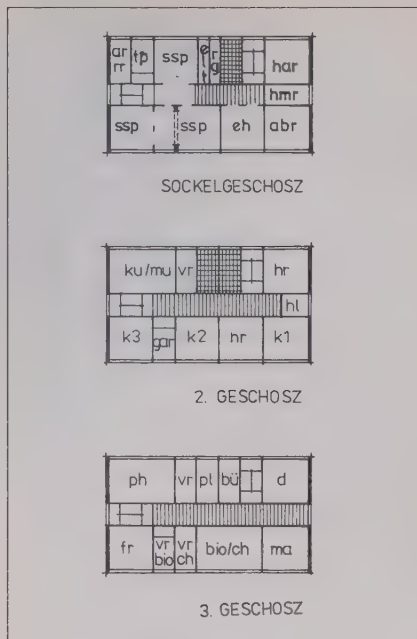 ar tp ssp e r har
rr l g
t
hmr
ssp ssp eh abr
SOCKELGESCHOSZ
ku/mu vr hr
hl
k3 gar k2 hr k1
2. GESCHOSZ
ph vr pl bü d
fr vr vr bio/ch ma
bio ch
3. GESCHOSZ